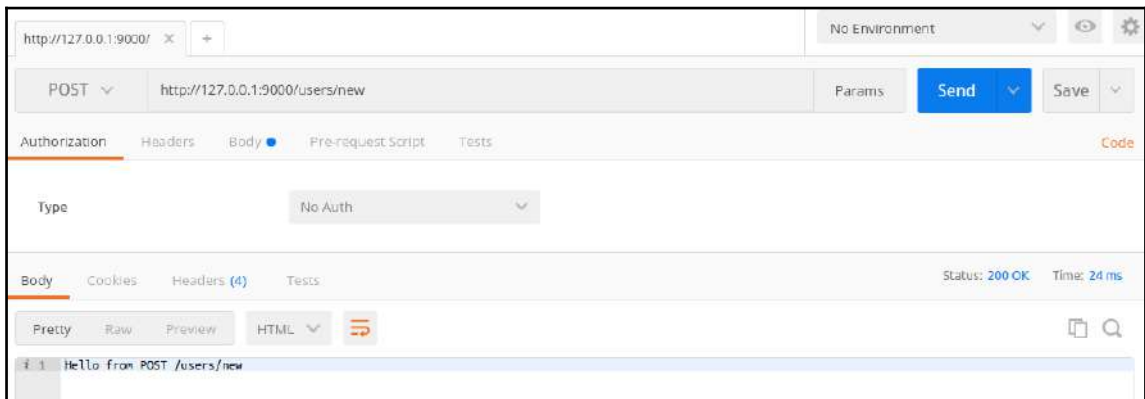 http://127.0.0.1:9000/ × +
No Environment
POST http://127.0.0.1:9000/users/new Params Send Save
Authorization Headers Body Pre-request Script Tests Code
Type No Auth
Body Cookies Headers (4) Tests Status: 200 OK Time: 24 ms
Pretty Raw Preview HTML
i 1 Hello from POST /users/new